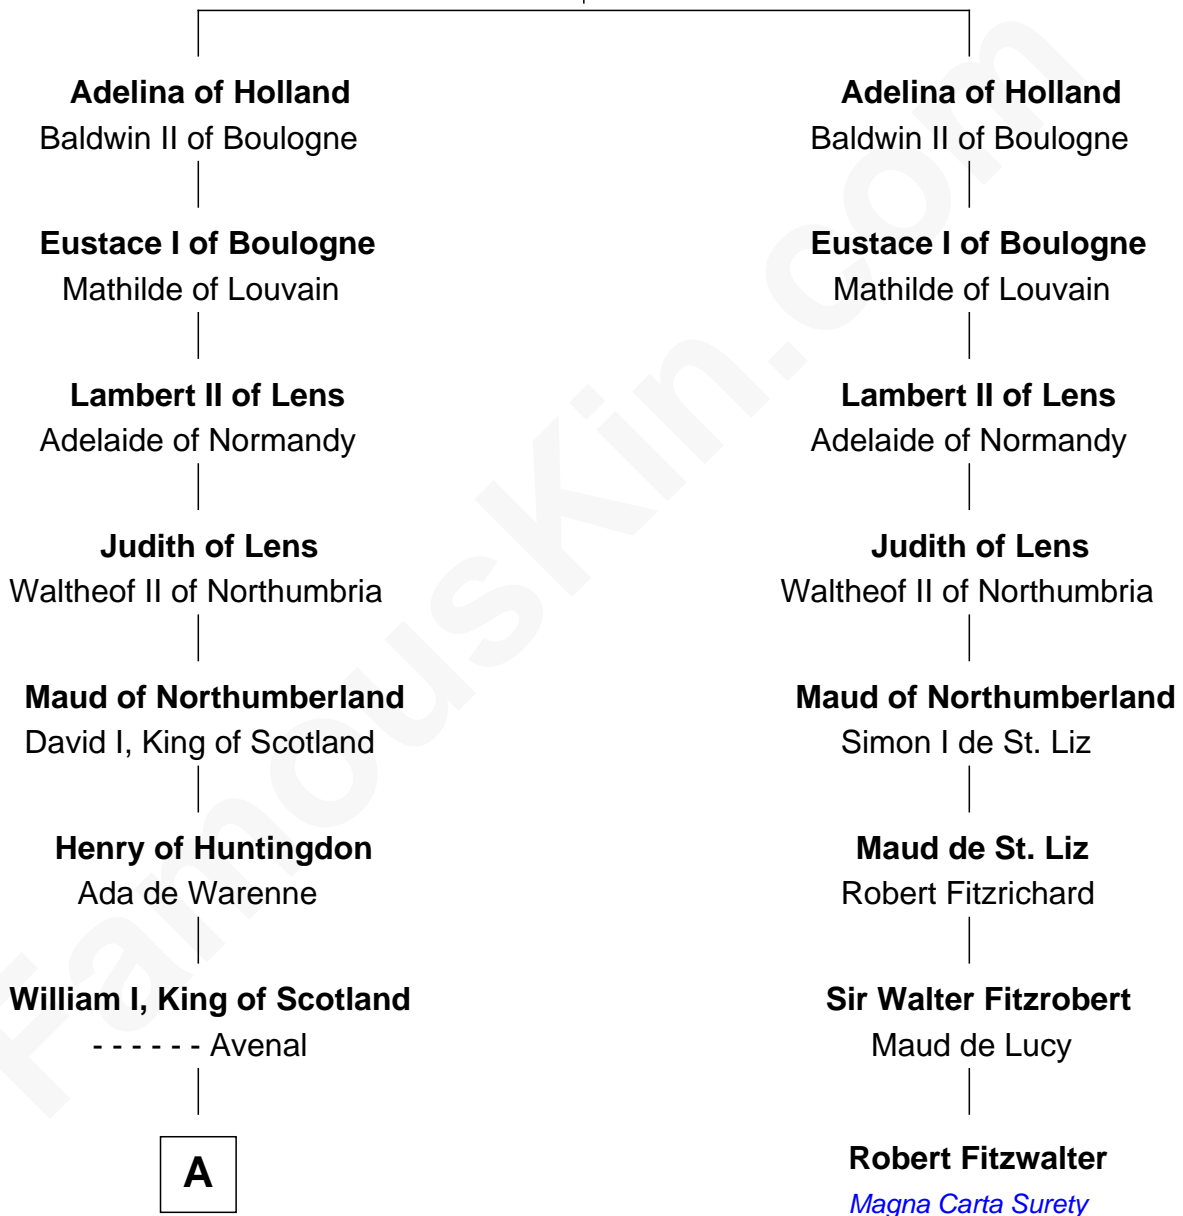 Adelina of Holland
Baldwin II of Boulogne
Eustace I of Boulogne
Mathilde of Louvain
Lambert II of Lens
Adelaide of Normandy
Judith of Lens
Waltheof II of Northumbria
Maud of Northumberland
David I, King of Scotland
Henry of Huntingdon
Ada de Warenne
William I, King of Scotland
- - - - - - Avenal
A
Adelina of Holland
Baldwin II of Boulogne
Eustace I of Boulogne
Mathilde of Louvain
Lambert II of Lens
Adelaide of Normandy
Judith of Lens
Waltheof II of Northumbria
Maud of Northumberland
Simon I de St. Liz
Maud de St. Liz
Robert Fitzrichard
Sir Walter Fitzrobert
Maud de Lucy
Robert Fitzwalter
Magna Carta Surety
FamousKin.com